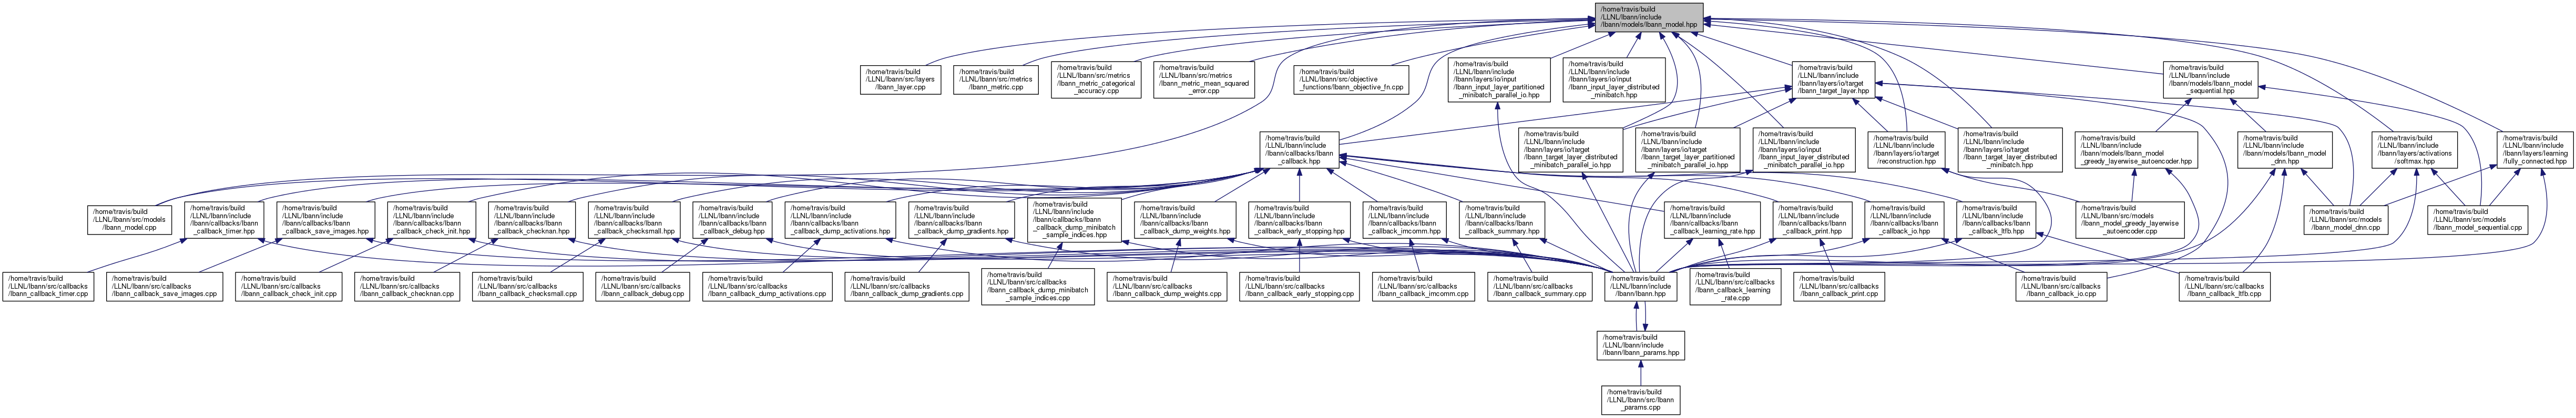 /home/travis/build
/LLNL/lbann/include
/lbann/models/lbann_model.hpp
/home/travis/build
/LLNL/lbann/src/layers
/lbann_layer.cpp
/home/travis/build
/LLNL/lbann/src/metrics
/lbann_metric.cpp
/home/travis/build
/LLNL/lbann/src/metrics
/lbann_metric_categorical
_accuracy.cpp
/home/travis/build
/LLNL/lbann/src/metrics
/lbann_metric_mean_squared
_error.cpp
/home/travis/build
/LLNL/lbann/src/objective
_functions/lbann_objective_fn.cpp
/home/travis/build
/LLNL/lbann/include
/lbann/layers/io/input
/lbann_input_layer_partitioned
_minibatch_parallel_io.hpp
/home/travis/build
/LLNL/lbann/include
/lbann/layers/io/input
/lbann_input_layer_distributed
_minibatch.hpp
/home/travis/build
/LLNL/lbann/include
/lbann/layers/io/target
/lbann_target_layer.hpp
/home/travis/build
/LLNL/lbann/include
/lbann/models/lbann_model
_sequential.hpp
/home/travis/build
/LLNL/lbann/include
/lbann/callbacks/lbann
_callback.hpp
/home/travis/build
/LLNL/lbann/include
/lbann/layers/io/target
/lbann_target_layer_distributed
_minibatch_parallel_io.hpp
/home/travis/build
/LLNL/lbann/include
/lbann/layers/io/target
/lbann_target_layer_partitioned
_minibatch_parallel_io.hpp
/home/travis/build
/LLNL/lbann/include
/lbann/layers/io/input
/lbann_input_layer_distributed
_minibatch_parallel_io.hpp
/home/travis/build
/LLNL/lbann/include
/lbann/layers/io/target
/reconstruction.hpp
/home/travis/build
/LLNL/lbann/include
/lbann/layers/io/target
/lbann_target_layer_distributed
_minibatch.hpp
/home/travis/build
/LLNL/lbann/include
/lbann/models/lbann_model
_greedy_layerwise_autoencoder.hpp
/home/travis/build
/LLNL/lbann/include
/lbann/models/lbann_model
_dnn.hpp
/home/travis/build
/LLNL/lbann/include
/lbann/layers/activations
/softmax.hpp
/home/travis/build
/LLNL/lbann/include
/lbann/layers/learning
/fully_connected.hpp
/home/travis/build
/LLNL/lbann/src/models
/lbann_model.cpp
/home/travis/build
/LLNL/lbann/include
/lbann/callbacks/lbann
_callback_timer.hpp
/home/travis/build
/LLNL/lbann/include
/lbann/callbacks/lbann
_callback_save_images.hpp
/home/travis/build
/LLNL/lbann/include
/lbann/callbacks/lbann
_callback_check_init.hpp
/home/travis/build
/LLNL/lbann/include
/lbann/callbacks/lbann
_callback_checknan.hpp
/home/travis/build
/LLNL/lbann/include
/lbann/callbacks/lbann
_callback_checksmall.hpp
/home/travis/build
/LLNL/lbann/include
/lbann/callbacks/lbann
_callback_debug.hpp
/home/travis/build
/LLNL/lbann/include
/lbann/callbacks/lbann
_callback_dump_activations.hpp
/home/travis/build
/LLNL/lbann/include
/lbann/callbacks/lbann
_callback_dump_gradients.hpp
/home/travis/build
/LLNL/lbann/include
/lbann/callbacks/lbann
_callback_dump_minibatch
_sample_indices.hpp
/home/travis/build
/LLNL/lbann/include
/lbann/callbacks/lbann
_callback_dump_weights.hpp
/home/travis/build
/LLNL/lbann/include
/lbann/callbacks/lbann
_callback_early_stopping.hpp
/home/travis/build
/LLNL/lbann/include
/lbann/callbacks/lbann
_callback_imcomm.hpp
/home/travis/build
/LLNL/lbann/include
/lbann/callbacks/lbann
_callback_summary.hpp
/home/travis/build
/LLNL/lbann/include
/lbann/callbacks/lbann
_callback_learning_rate.hpp
/home/travis/build
/LLNL/lbann/include
/lbann/callbacks/lbann
_callback_print.hpp
/home/travis/build
/LLNL/lbann/include
/lbann/callbacks/lbann
_callback_io.hpp
/home/travis/build
/LLNL/lbann/include
/lbann/callbacks/lbann
_callback_ltfb.hpp
/home/travis/build
/LLNL/lbann/src/models
/lbann_model_greedy_layerwise
_autoencoder.cpp
/home/travis/build
/LLNL/lbann/src/models
/lbann_model_dnn.cpp
/home/travis/build
/LLNL/lbann/src/models
/lbann_model_sequential.cpp
/home/travis/build
/LLNL/lbann/src/callbacks
/lbann_callback_timer.cpp
/home/travis/build
/LLNL/lbann/src/callbacks
/lbann_callback_save_images.cpp
/home/travis/build
/LLNL/lbann/src/callbacks
/lbann_callback_check_init.cpp
/home/travis/build
/LLNL/lbann/src/callbacks
/lbann_callback_checknan.cpp
/home/travis/build
/LLNL/lbann/src/callbacks
/lbann_callback_checksmall.cpp
/home/travis/build
/LLNL/lbann/src/callbacks
/lbann_callback_debug.cpp
/home/travis/build
/LLNL/lbann/src/callbacks
/lbann_callback_dump_activations.cpp
/home/travis/build
/LLNL/lbann/src/callbacks
/lbann_callback_dump_gradients.cpp
/home/travis/build
/LLNL/lbann/src/callbacks
/lbann_callback_dump_minibatch
_sample_indices.cpp
/home/travis/build
/LLNL/lbann/src/callbacks
/lbann_callback_dump_weights.cpp
/home/travis/build
/LLNL/lbann/src/callbacks
/lbann_callback_early_stopping.cpp
/home/travis/build
/LLNL/lbann/src/callbacks
/lbann_callback_imcomm.cpp
/home/travis/build
/LLNL/lbann/src/callbacks
/lbann_callback_summary.cpp
/home/travis/build
/LLNL/lbann/include
/lbann/lbann.hpp
/home/travis/build
/LLNL/lbann/src/callbacks
/lbann_callback_learning
_rate.cpp
/home/travis/build
/LLNL/lbann/src/callbacks
/lbann_callback_print.cpp
/home/travis/build
/LLNL/lbann/src/callbacks
/lbann_callback_io.cpp
/home/travis/build
/LLNL/lbann/src/callbacks
/lbann_callback_ltfb.cpp
/home/travis/build
/LLNL/lbann/include
/lbann/lbann_params.hpp
/home/travis/build
/LLNL/lbann/src/lbann
_params.cpp